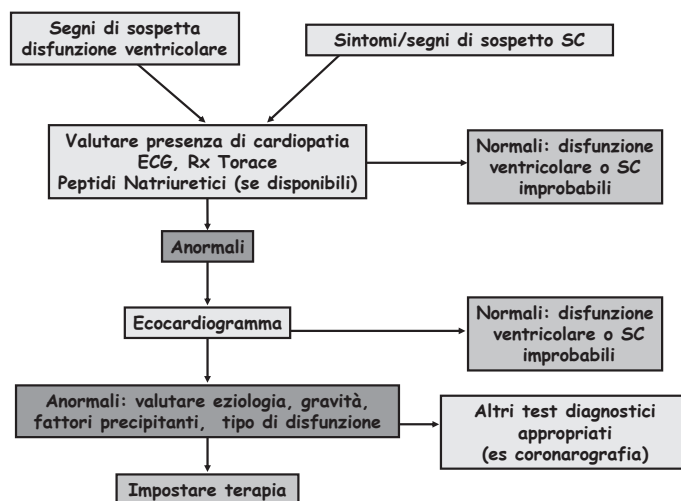 Segni di sospetta
disfunzione ventricolare
Sintomi/segni di sospetto SC
Valutare presenza di cardiopatia
ECG, Rx Torace
Peptidi Natriuretici (se disponibili)
Normali: disfunzione
ventricolare o SC
improbabili
Anormali
Ecocardiogramma
Normali: disfunzione
ventricolare o SC
improbabili
Anormali: valutare eziologia, gravità,
fattori precipitanti, tipo di disfunzione
Altri test diagnostici
appropriati
(es coronarografia)
Impostare terapia